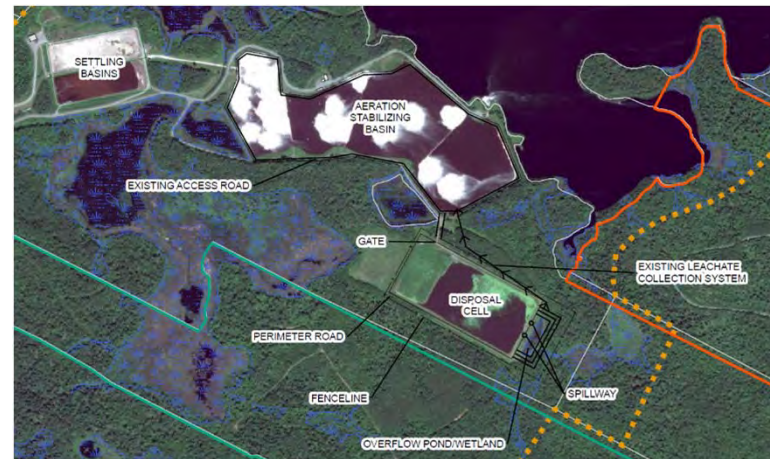 SETTLING
BASINS
AERATION
STABILIZING
BASIN
EXISTING ACCESS ROAD
GATE
EXISTING LEACHATE
COLLECTION SYSTEM
DISPOSAL
CELL
PERIMETER ROAD
FENCELINE
SPILLWAY
OVERFLOW POND/WETLAND